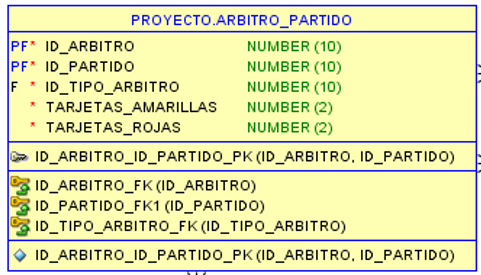 PROYECTO.ARBITRO_PARTIDO
PF* ID_ARBITRO NUMBER (10)
PF* ID_PARTIDO NUMBER (10)
F * ID_TIPO_ARBITRO NUMBER (10)
* TARJETAS_AMARILLAS NUMBER (2)
* TARJETAS_ROJAS NUMBER (2)
ID_ARBITRO_ID_PARTIDO_PK (ID_ARBITRO, ID_PARTIDO)
ID_ARBITRO_FK (ID_ARBITRO)
ID_PARTIDO_FK1 (ID_PARTIDO)
ID_TIPO_ARBITRO_FK (ID_TIPO_ARBITRO)
ID_ARBITRO_ID_PARTIDO_PK (ID_ARBITRO, ID_PARTIDO)